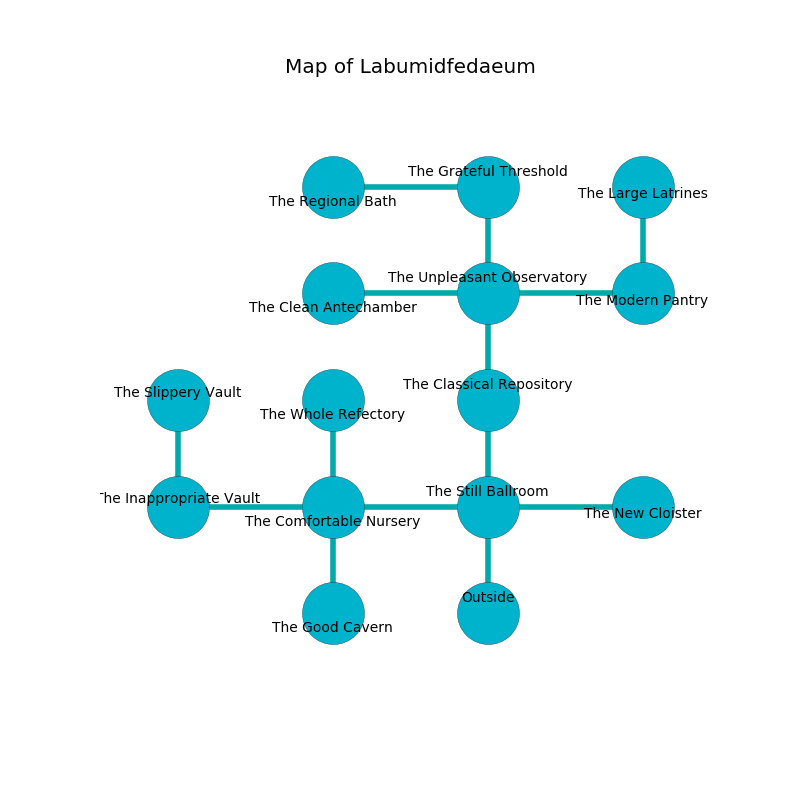 Map of Labumidfedaeum
The Grateful Threshold
The Large Latrines
The Regional Bath
The Unpleasant Observatory
The Modern Pantry
The Clean Antechamber
The Classical Repository
The Slippery Vault
The Whole Refectory
The Still Ballroom
The Inappropriate Vault
The New Cloister
The Comfortable Nursery
Outside
The Good Cavern